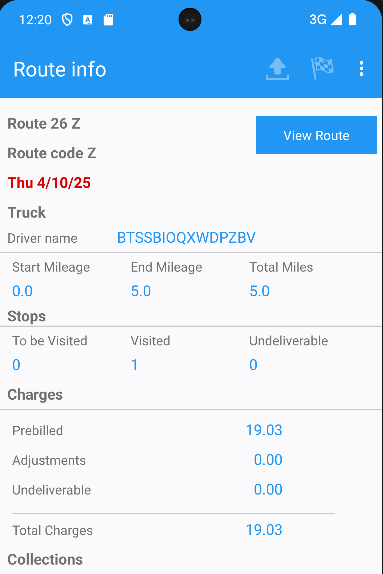 12:20 3G
Route info
Route 26 Z
View Route
Route code Z
Thu 4/10/25
Truck
Driver name BTSSBIOQXWDPZBV
Start Mileage End Mileage Total Miles
0.0 5.0 5.0
Stops
To be Visited Visited Undeliverable
0 1 0
Charges
Prebilled 19.03
Adjustments 0.00
Undeliverable 0.00
Total Charges 19.03
Collections